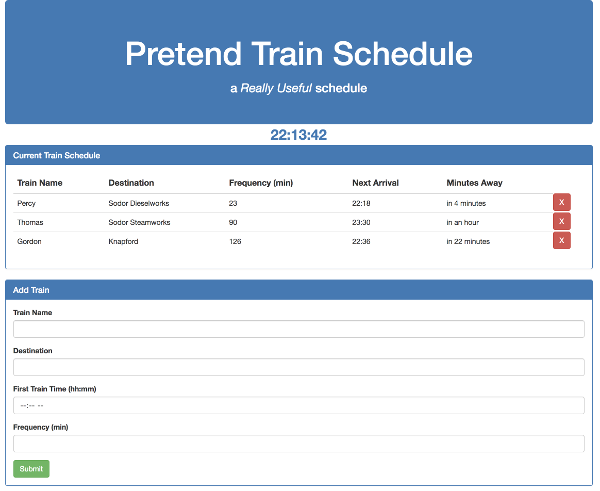 Pretend Train Schedule
a Really Useful schedule
22:13:42
Current Train Schedule
Train Name Destination Frequency (min) Next Arrival Minutes Away
Percy Sodor Dieselworks 23 22:18 in 4 minutes X
Thomas Sodor Steamworks 90 23:30 in an hour X
Gordon Knapford 126 22:36 in 22 minutes X
Add Train
Train Name
Destination
First Train Time (hh:mm)
--:-- --
Frequency (min)
Submit